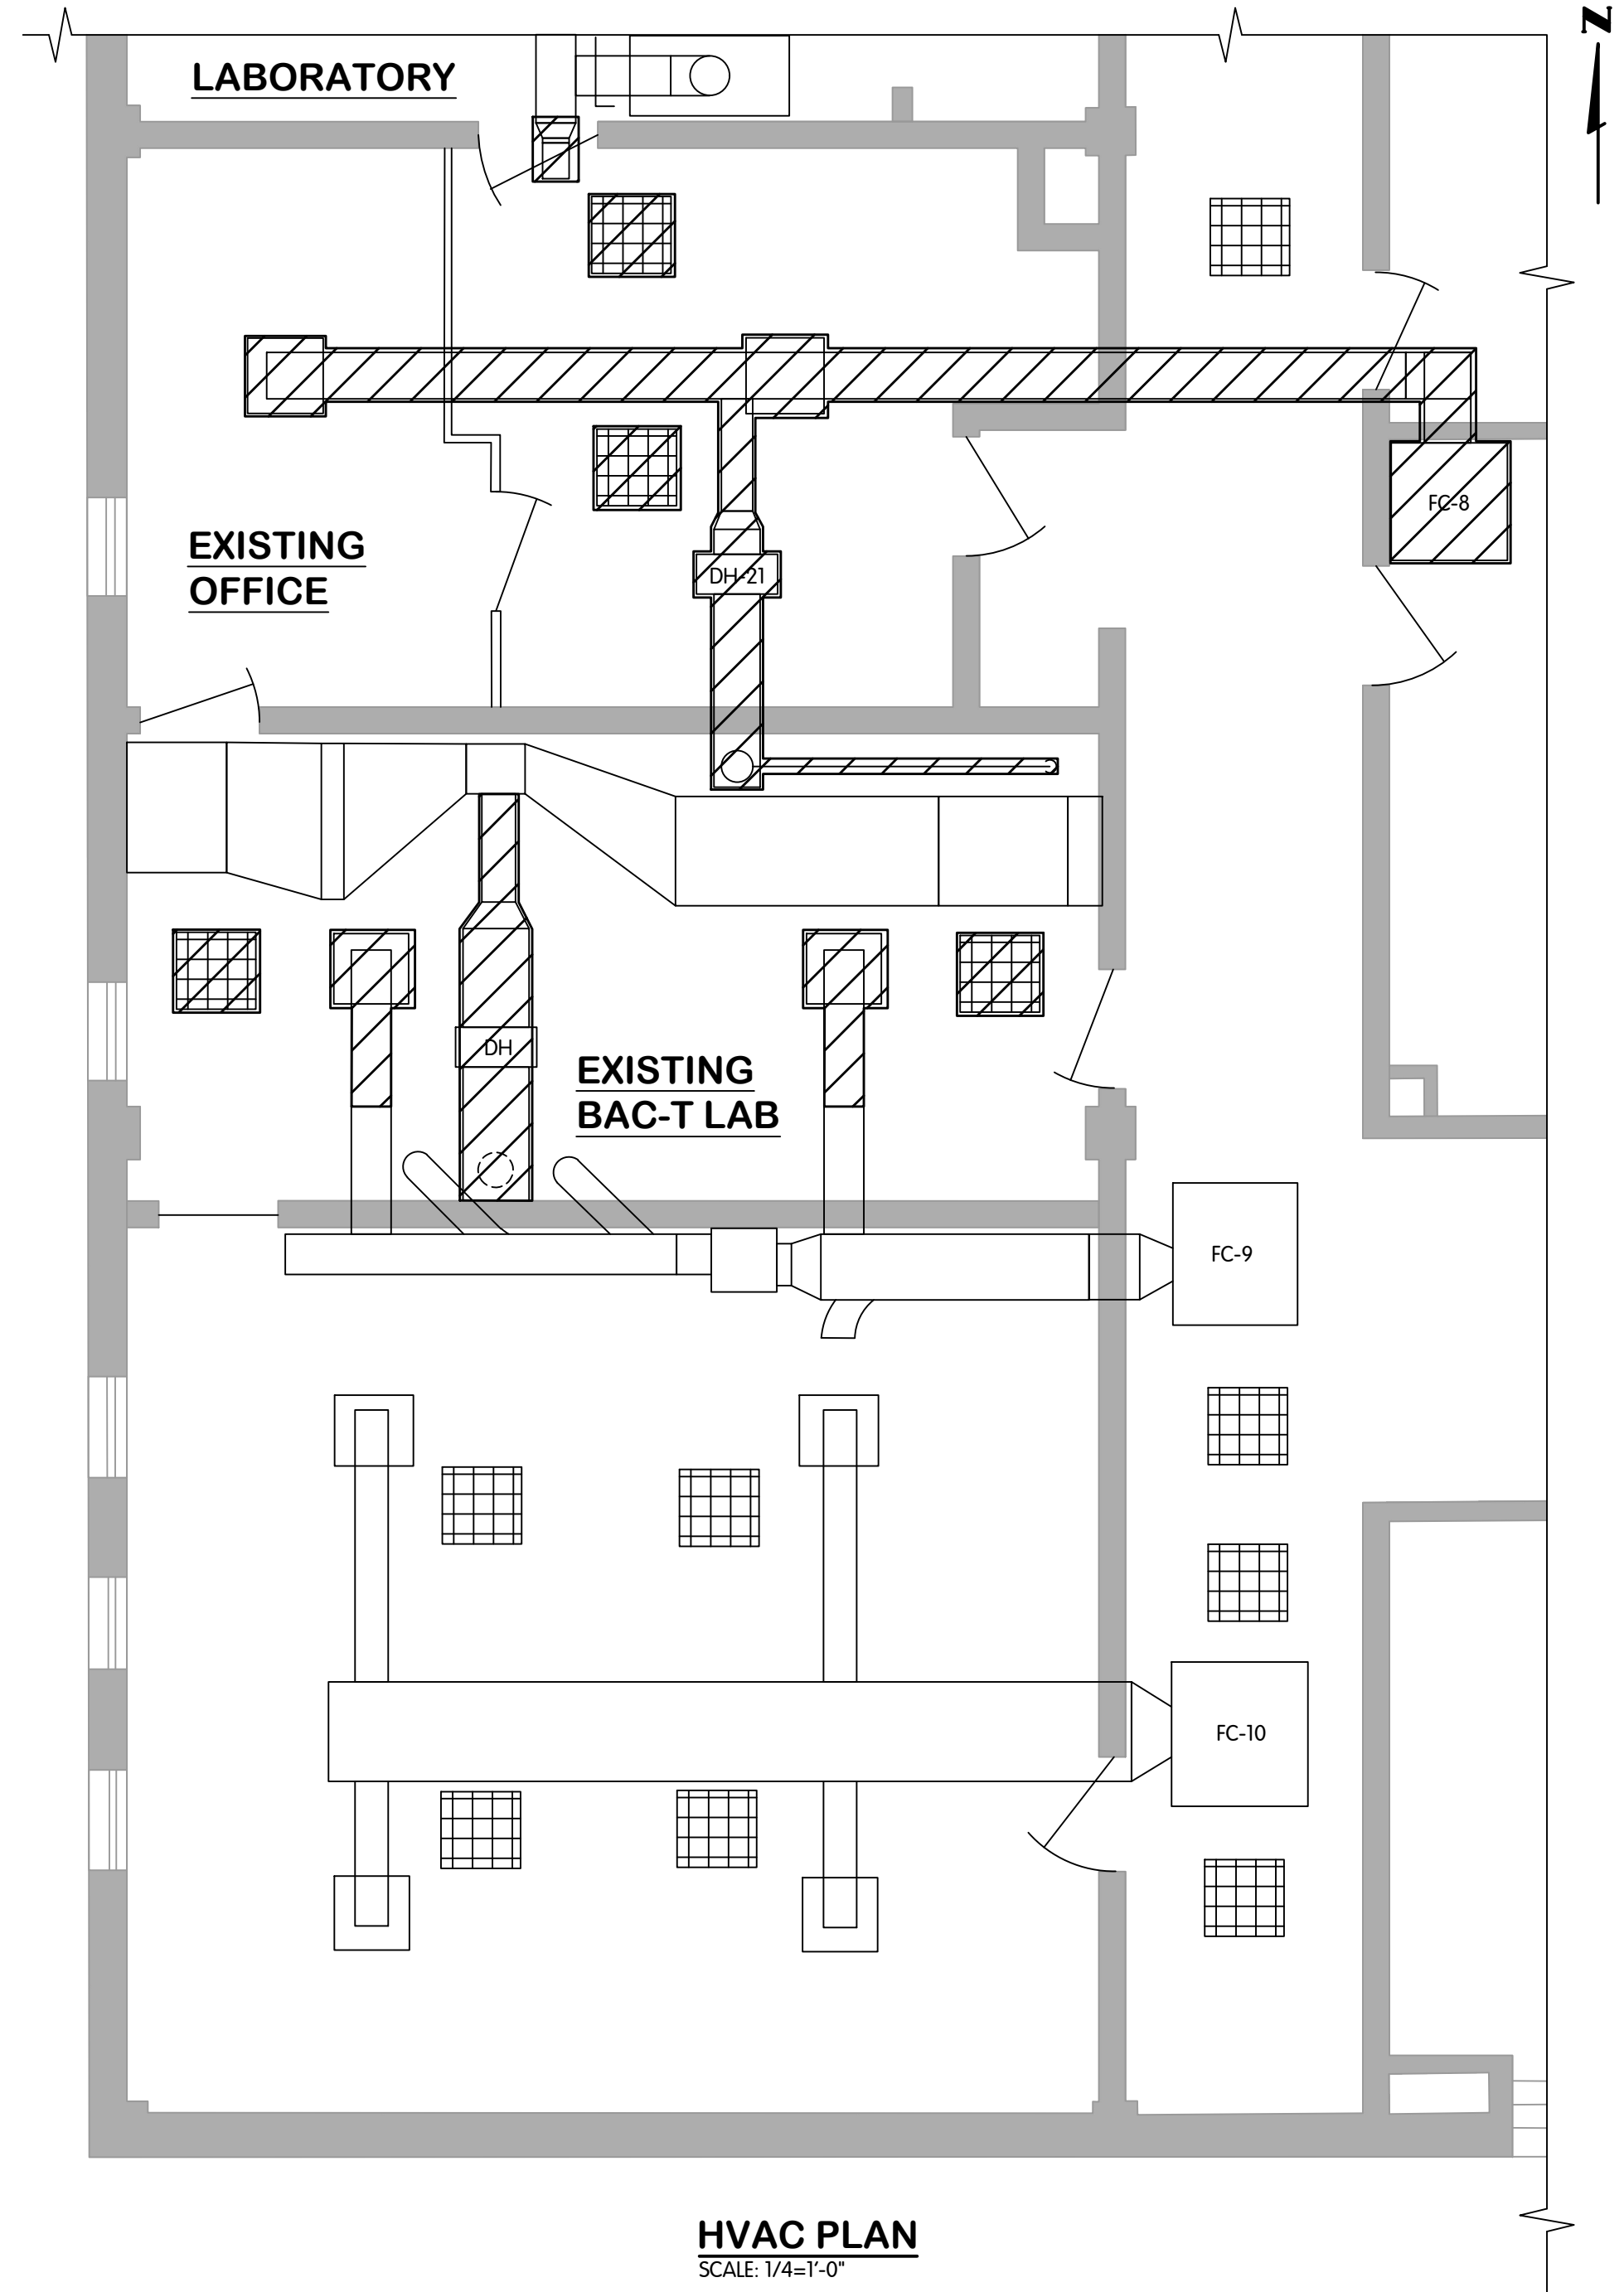 N
LABORATORY
FC-8
EXISTING
OFFICE
DH-21
DH
EXISTING
BAC-T LAB
FC-9
FC-10
HVAC PLAN
SCALE: 1/4=1'-0"